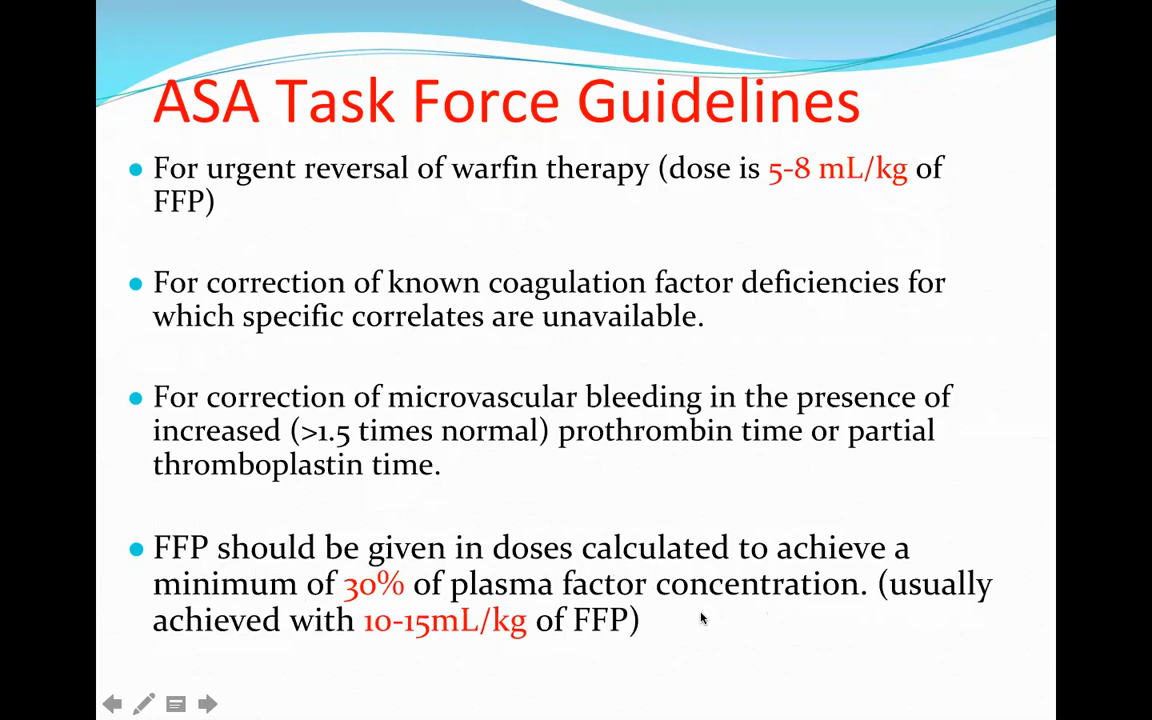 ASA Task Force Guidelines
• For urgent reversal of warfin therapy (dose is 5-8 mL/kg of
FFP)
• For correction of known coagulation factor deficiencies for
which specific correlates are unavailable.
• For correction of microvascular bleeding in the presence of
increased (>1.5 times normal) prothrombin time or partial
thromboplastin time.
• FFP should be given in doses calculated to achieve a
minimum of 30% of plasma factor concentration. (usually
achieved with 10-15mL/kg of FFP)